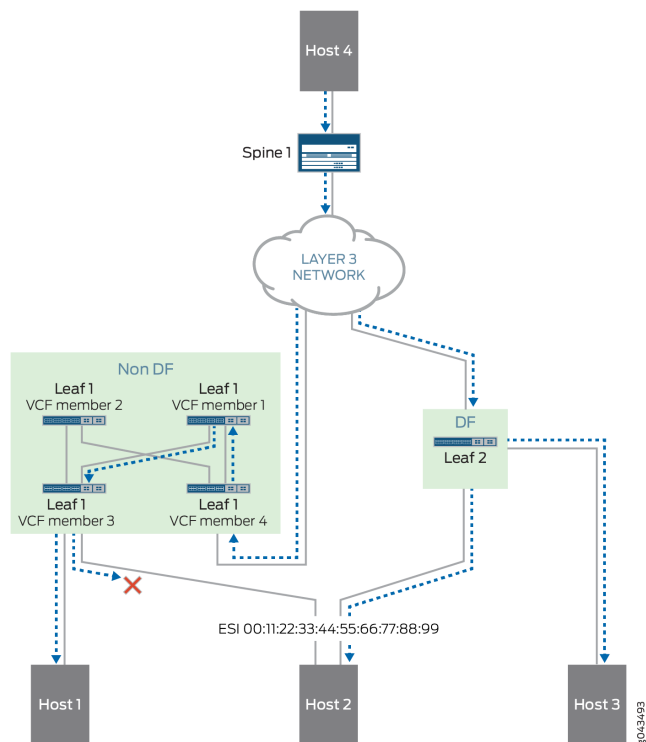 Host 4
Spine 1
LAYER 3
NETWORK
Non DF
Leaf 1
VCF member 2
Leaf 1
VCF member 1
DF
Leaf 2
Leaf 1
VCF member 3
Leaf 1
VCF member 4
ESI 00:11:22:33:44:55:66:77:88:99
Host 1
Host 2
Host 3
g043493